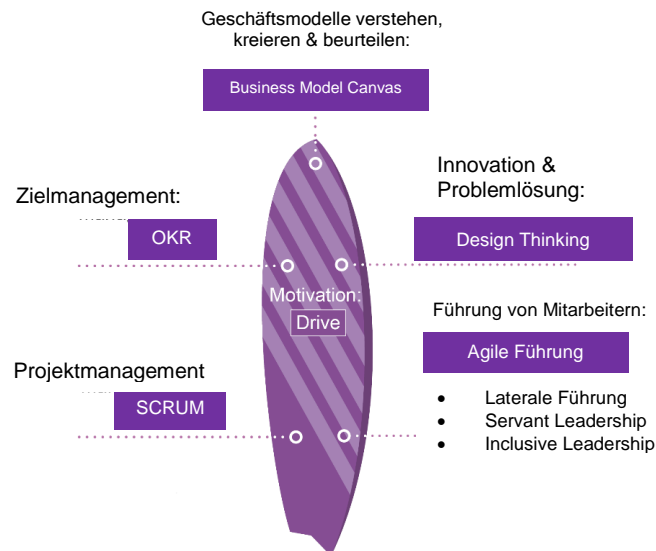 Geschäftsmodelle verstehen,
kreieren & beurteilen:
Business Model Canvas
Zielmanagement:
OKR
Innovation &
Problemlösung:
Design Thinking
Motivation:
Drive
Führung von Mitarbeitern:
Agile Führung
• Laterale Führung
• Servant Leadership
• Inclusive Leadership
Projektmanagement
SCRUM